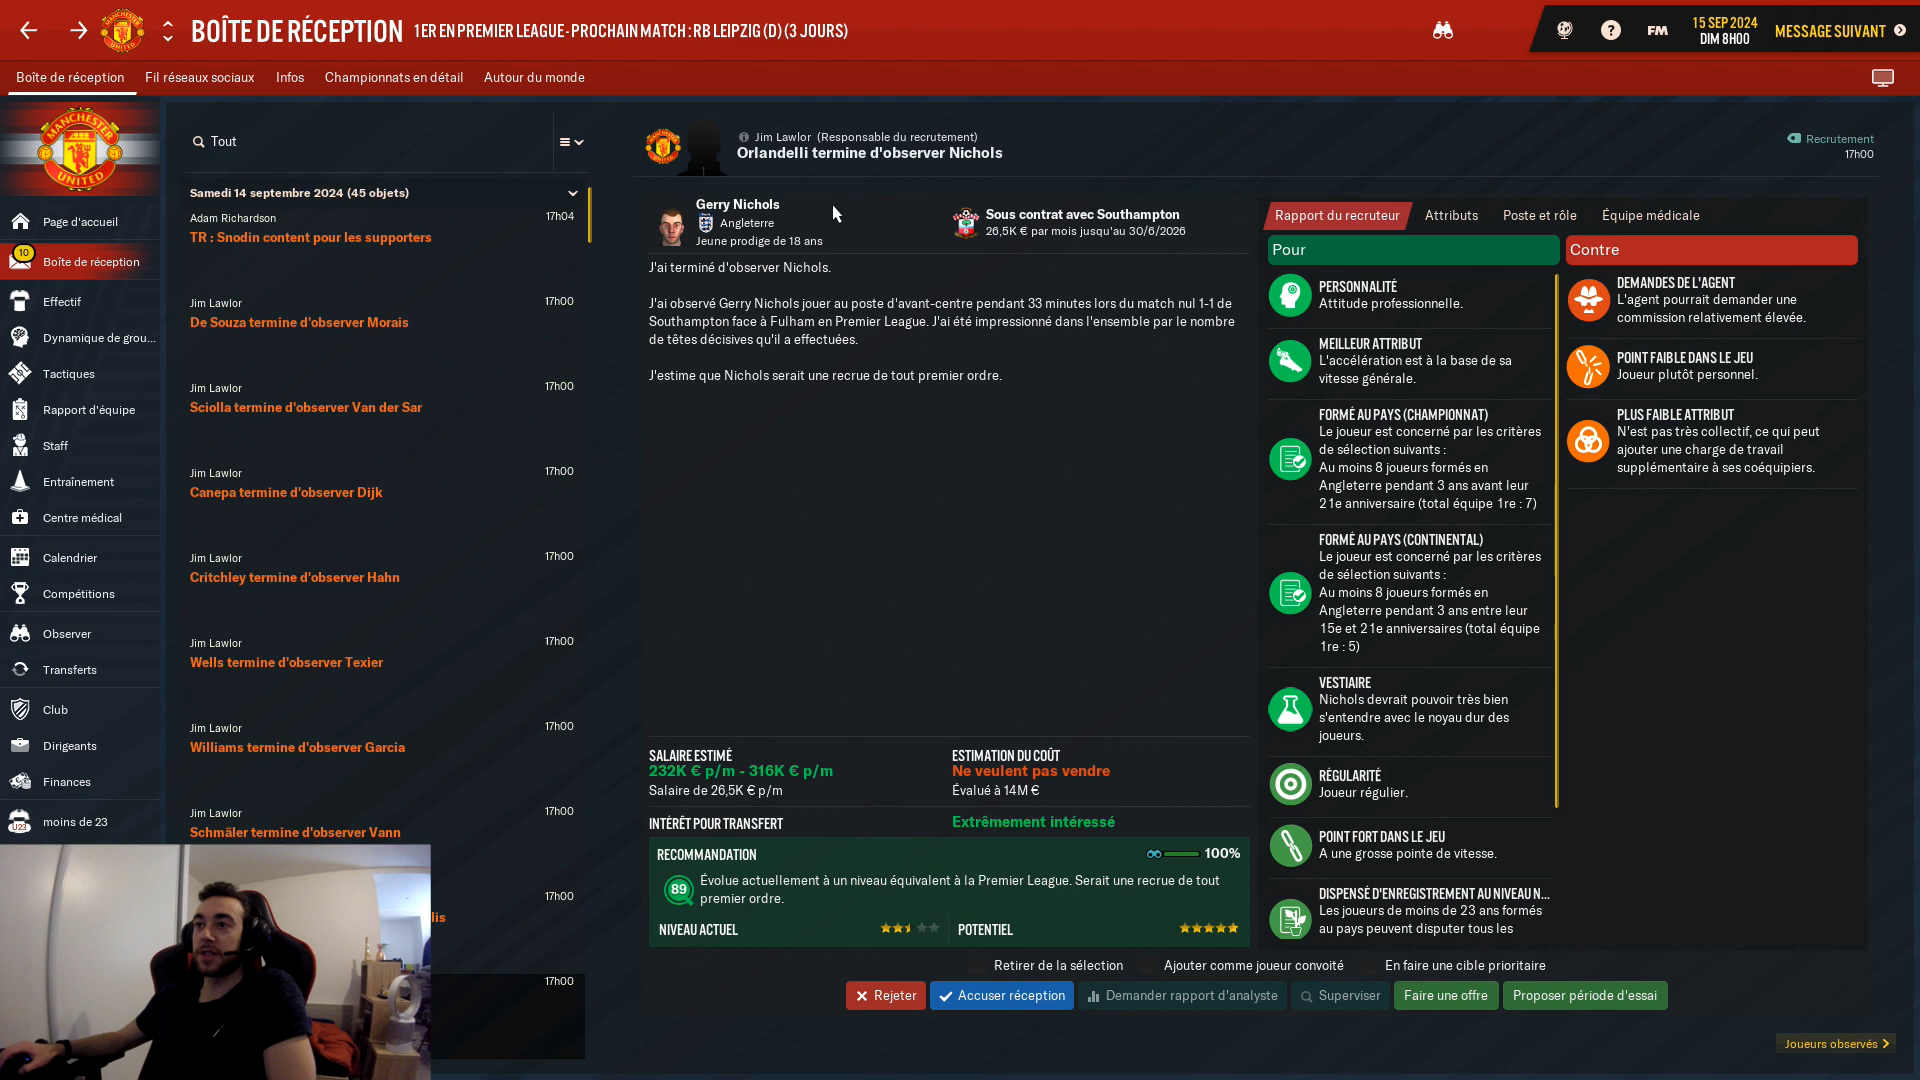 BOÎTE DE RÉCEPTION
1ER EN PREMIER LEAGUE - PROCHAIN MATCH : RB LEIPZIG (D) (3 JOURS)
FM
15 SEP 2024
DIM 8H00
MESSAGE SUIVANT
Boîte de réception
Fil réseaux sociaux
Infos
Championnats en détail
Autour du monde
MANCHESTER
UNITED
Page d'accueil
10
Boîte de réception
Effectif
Dynamique de grou...
Tactiques
Rapport d'équipe
Staff
Entraînement
Centre médical
Calendrier
Compétitions
Observer
Transferts
Club
Dirigeants
Finances
U23
moins de 23
Tout
Samedi 14 septembre 2024 (45 objets)
Adam Richardson
17h04
TR : Snodin content pour les supporters
Jim Lawlor
17h00
De Souza termine d'observer Morais
Jim Lawlor
17h00
Sciolla termine d'observer Van der Sar
Jim Lawlor
17h00
Canepa termine d'observer Dijk
Jim Lawlor
17h00
Critchley termine d'observer Hahn
Jim Lawlor
17h00
Wells termine d'observer Texier
Jim Lawlor
17h00
Williams termine d'observer Garcia
Jim Lawlor
17h00
Schmäler termine d'observer Vann
17h00
lis
17h00
Jim Lawlor (Responsable du recrutement)
Orlandelli termine d'observer Nichols
Recrutement
17h00
Gerry Nichols
Angleterre
Jeune prodige de 18 ans
Sous contrat avec Southampton
26,5K € par mois jusqu'au 30/6/2026
J'ai terminé d'observer Nichols.
J'ai observé Gerry Nichols jouer au poste d'avant-centre pendant 33 minutes lors du match nul 1-1 de
Southampton face à Fulham en Premier League. J'ai été impressionné dans l'ensemble par le nombre
de têtes décisives qu'il a effectuées.
J'estime que Nichols serait une recrue de tout premier ordre.
SALAIRE ESTIMÉ
232K € p/m - 316K € p/m
Salaire de 26,5K € p/m
ESTIMATION DU COÛT
Ne veulent pas vendre
Évalué à 14M €
INTÉRÊT POUR TRANSFERT
Extrêmement intéressé
RECOMMANDATION
100%
89
Évolue actuellement à un niveau équivalent à la Premier League. Serait une recrue de tout
premier ordre.
NIVEAU ACTUEL
POTENTIEL
Rapport du recruteur
Attributs
Poste et rôle
Équipe médicale
Pour
PERSONNALITÉ
Attitude professionnelle.
MEILLEUR ATTRIBUT
L'accélération est à la base de sa
vitesse générale.
FORMÉ AU PAYS (CHAMPIONNAT)
Le joueur est concerné par les critères
de sélection suivants :
Au moins 8 joueurs formés en
Angleterre pendant 3 ans avant leur
21e anniversaire (total équipe 1re : 7)
FORMÉ AU PAYS (CONTINENTAL)
Le joueur est concerné par les critères
de sélection suivants :
Au moins 8 joueurs formés en
Angleterre pendant 3 ans entre leur
15e et 21e anniversaires (total équipe
1re : 5)
VESTIAIRE
Nichols devrait pouvoir très bien
s'entendre avec le noyau dur des
joueurs.
RÉGULARITÉ
Joueur régulier.
POINT FORT DANS LE JEU
A une grosse pointe de vitesse.
DISPENSÉ D'ENREGISTREMENT AU NIVEAU N...
Les joueurs de moins de 23 ans formés
au pays peuvent disputer tous les
Contre
DEMANDES DE L'AGENT
L'agent pourrait demander une
commission relativement élevée.
POINT FAIBLE DANS LE JEU
Joueur plutôt personnel.
PLUS FAIBLE ATTRIBUT
N'est pas très collectif, ce qui peut
ajouter une charge de travail
supplémentaire à ses coéquipiers.
Retirer de la sélection
Ajouter comme joueur convoité
En faire une cible prioritaire
Rejeter
Accuser réception
Demander rapport d'analyste
Superviser
Faire une offre
Proposer période d'essai
Joueurs observés